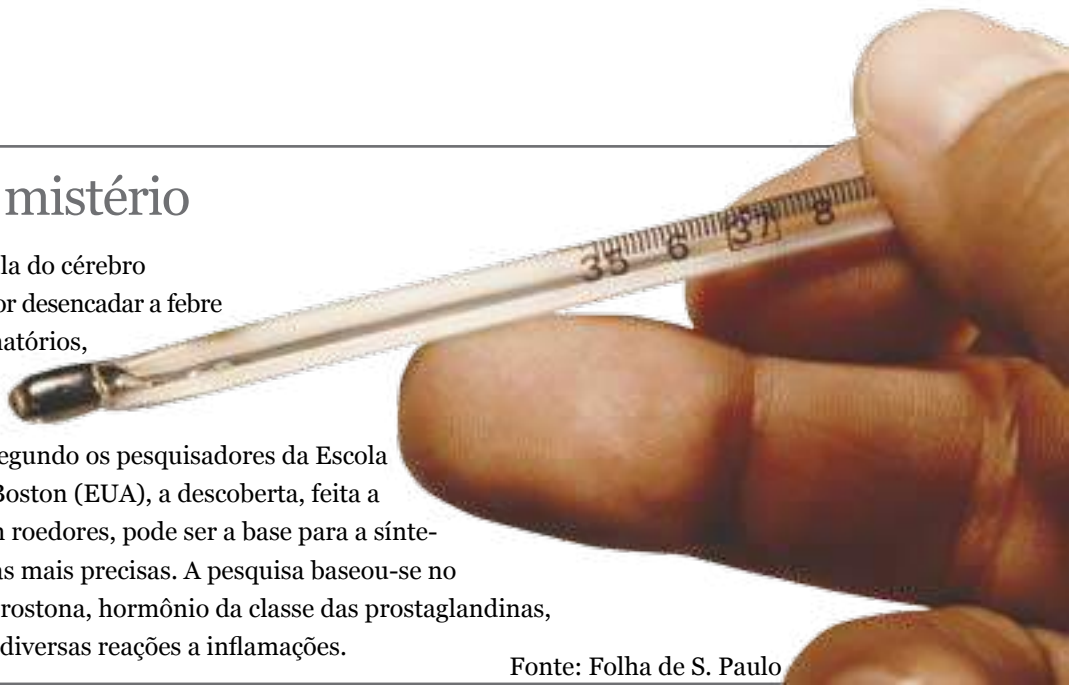 mistério
la do cérebro
or desencadar a febre
natórios,
egundo os pesquisadores da Escola
Boston (EUA), a descoberta, feita a
n roedores, pode ser a base para a sínte-
as mais precisas. A pesquisa baseou-se no
rostona, hormônio da classe das prostaglandinas,
diversas reações a inflamações.
Fonte: Folha de S. Paulo
35 6 37 8